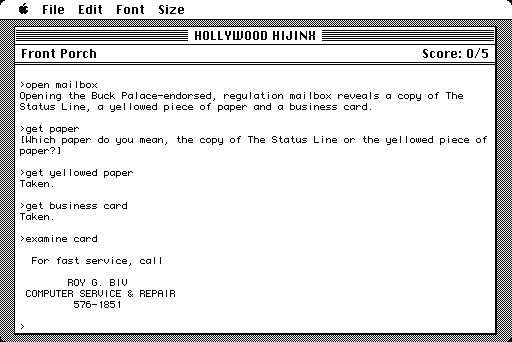 File Edit Font Size
HOLLYWOOD HIJINX
Front Porch Score: 0/5
>open mailbox
Opening the Buck Palace-endorsed, regulation mailbox reveals a copy of The
Status Line, a yellowed piece of paper and a business card.
>get paper
[Which paper do you mean, the copy of The Status Line or the yellowed piece of
paper?]
>get yellowed paper
Taken.
>get business card
Taken.
>examine card
For fast service, call
ROY G. BIV
COMPUTER SERVICE & REPAIR
576-1851
>